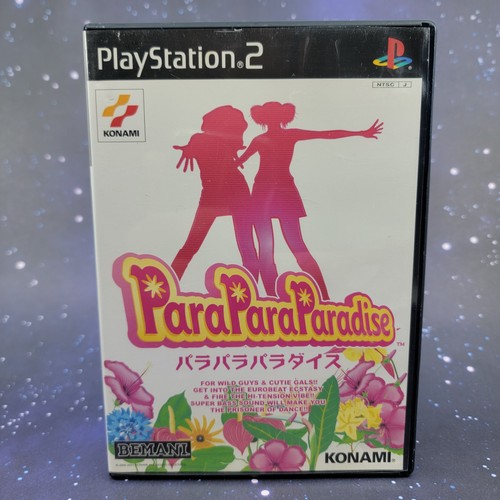 PlayStation®2
NTSC J
KONAMI
ParaParaParadise
TM
パラパラパラダイス
FOR WILD GUYS & CUTIE GALS!!
GET INTO THE EUROBEAT ECSTASY
& FIRE THE HI-TENSION VIBE!!
SUPER BASS SOUND WILL MAKE YOU
THE PRISONER OF DANCE!!
BEMANI
KONAMI